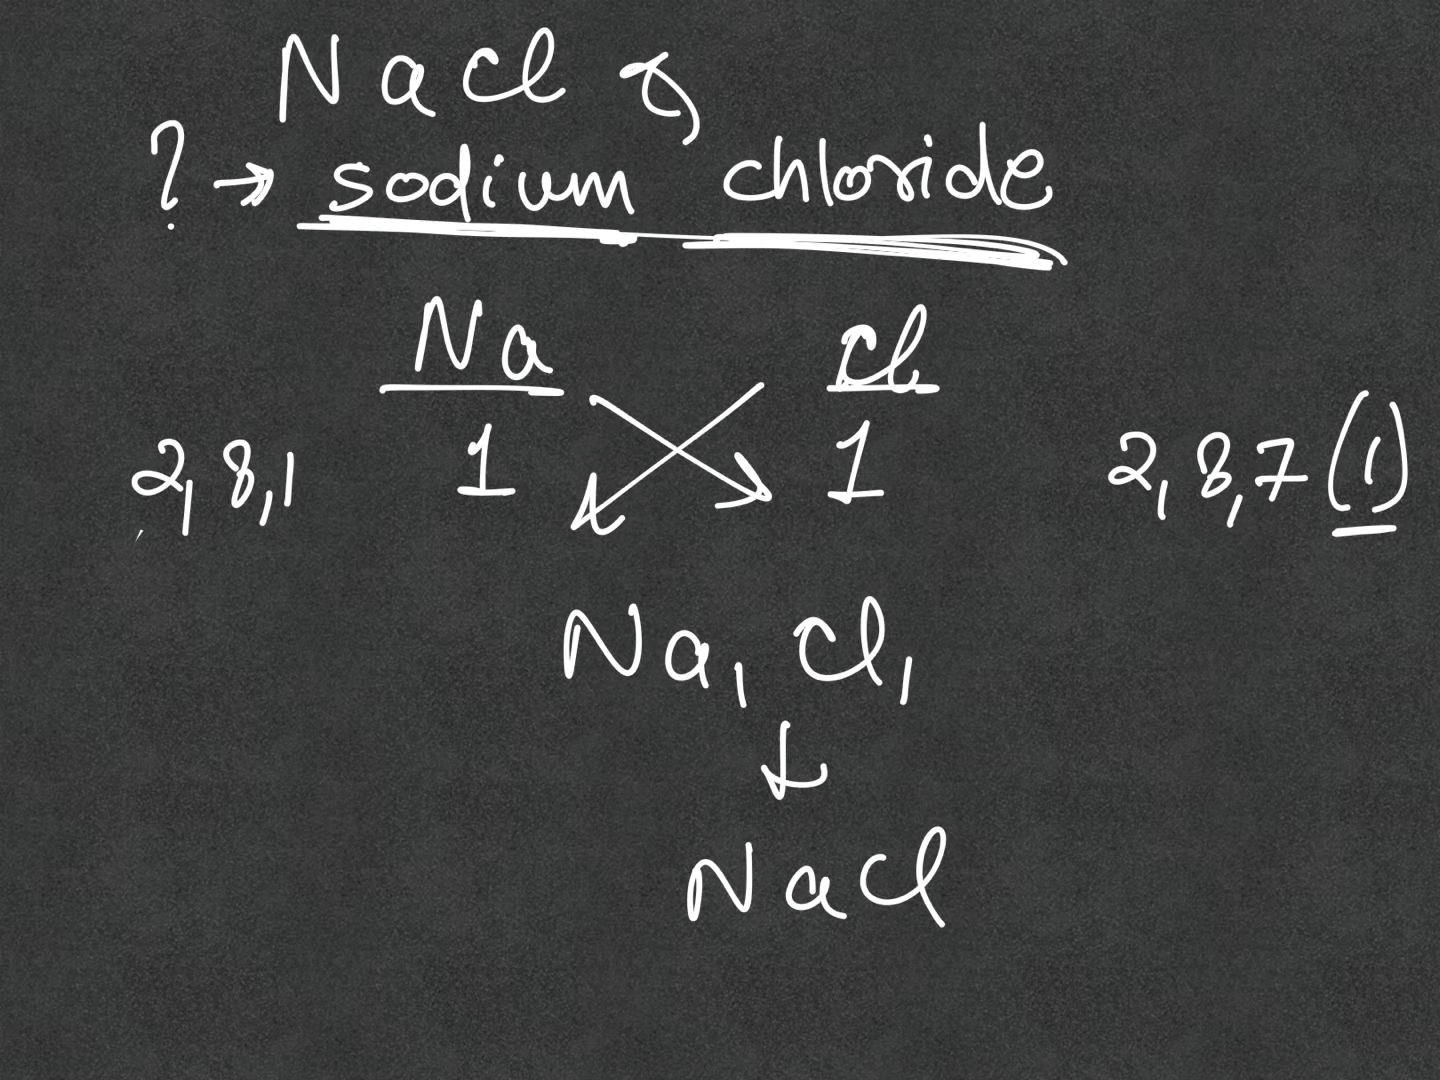 NaCl
? → sodium chloride
Na Cl
2,8,1 1 1 2,8,7 (1)
Na₁ Cl₁
↓
NaCl